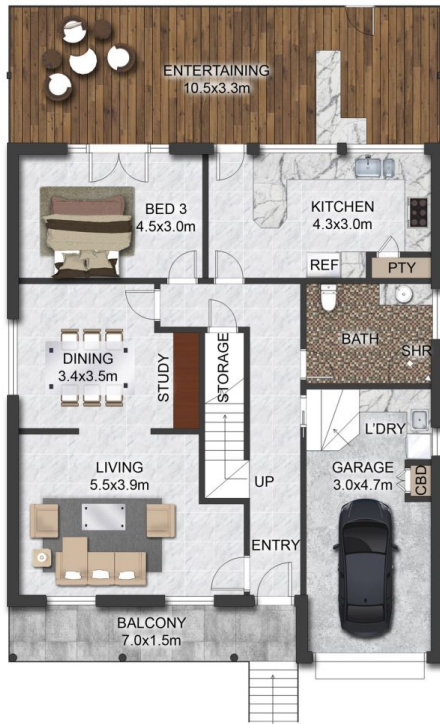 ENTERTAINING
10.5x3.3m
BED 3
4.5x3.0m
KITCHEN
4.3x3.0m
REF
PTY
DINING
3.4x3.5m
STUDY
STORAGE
BATH
SHR
L'DRY
LIVING
5.5x3.9m
UP
GARAGE
3.0x4.7m
CBD
ENTRY
BALCONY
7.0x1.5m